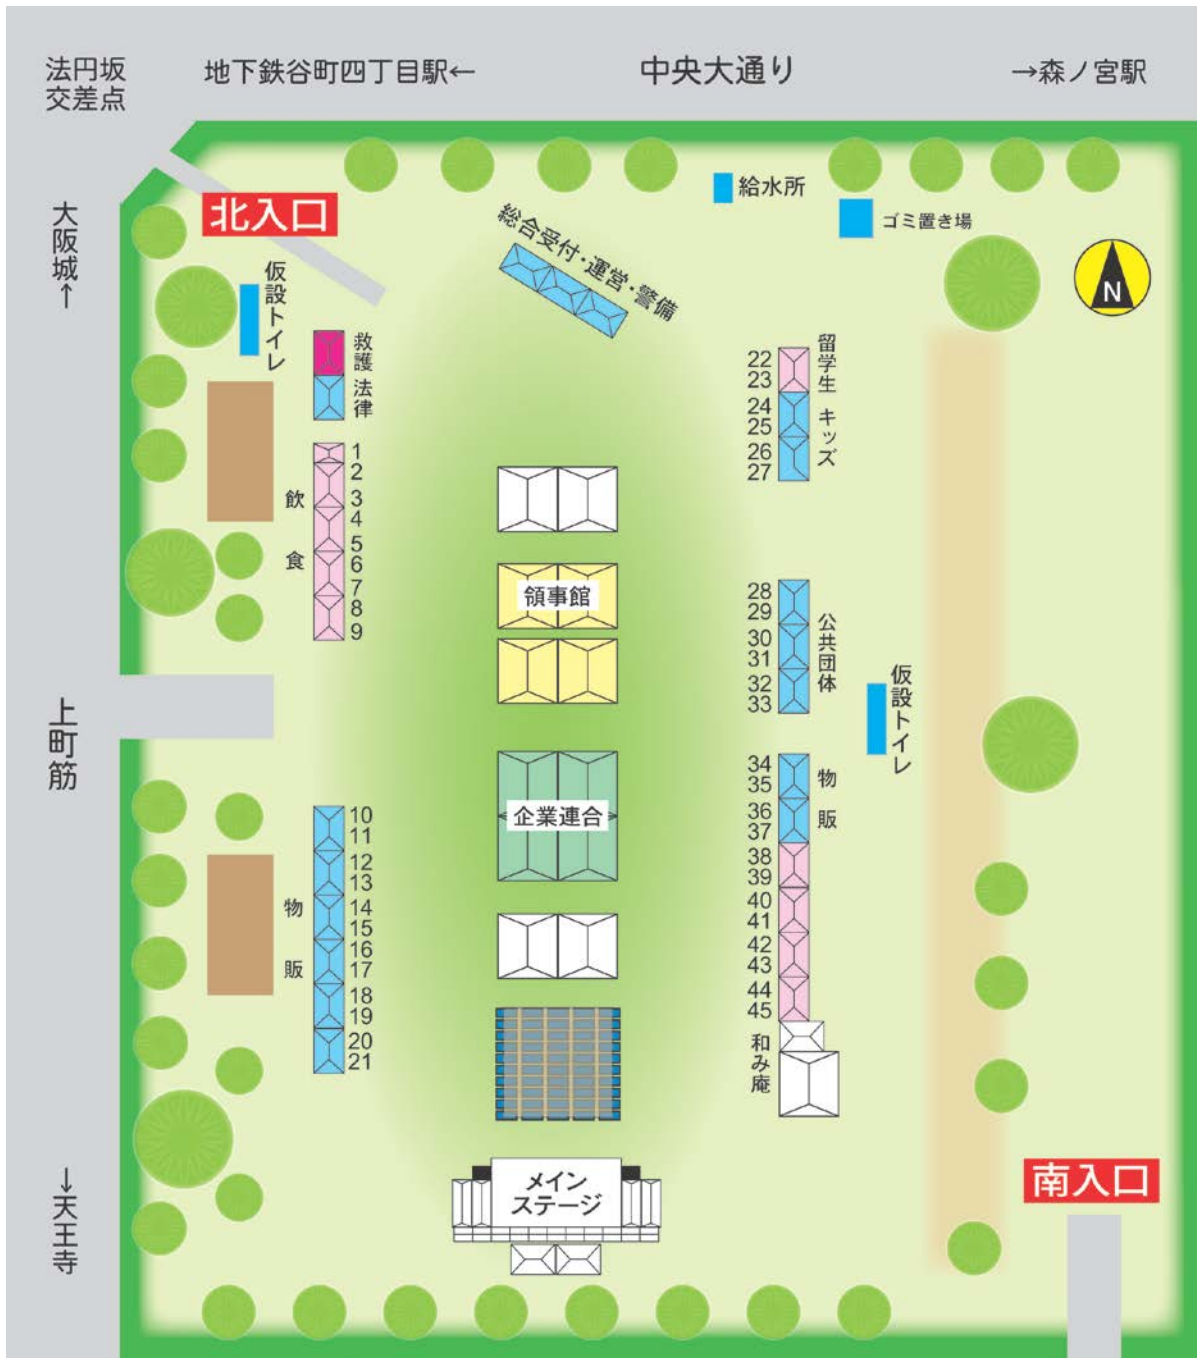 法円坂
交差点
地下鉄谷町四丁目駅←
中央大通り
→森ノ宮駅
大阪城←
北入口
給水所
ゴミ置き場
総合受付・運営・警備
N
仮設トイレ
救護
法律
留学生
キッズ
22
23
24
25
26
27
飲食
1
2
3
4
5
6
7
8
9
領事館
28
29
30
31
32
33
公共団体
仮設トイレ
上町筋
企業連合
34
35
36
37
38
39
40
41
42
43
44
45
物販
10
11
12
13
14
15
16
17
18
19
20
21
物販
和み庵
メイン
ステージ
南入口
→天王寺